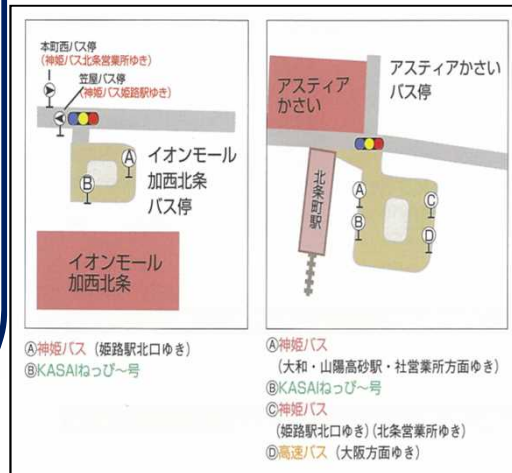 本町西バス停
(神姫バス北条営業所ゆき)
笠屋バス停
(神姫バス姫路駅ゆき)
Ⓐ
Ⓑ
イオンモール
加西北条
バス停
イオンモール
加西北条
Ⓐ神姫バス (姫路駅北口ゆき)
ⒷKASAIねっぴ～号
アスティア
かさい
アスティアかさい
バス停
北条町駅
Ⓐ
Ⓑ
Ⓒ
Ⓓ
Ⓐ神姫バス
(大和・山陽高砂駅・社営業所方面ゆき)
ⒷKASAIねっぴ～号
Ⓒ神姫バス
(姫路駅北口ゆき)(北条営業所ゆき)
Ⓓ高速バス (大阪方面ゆき)